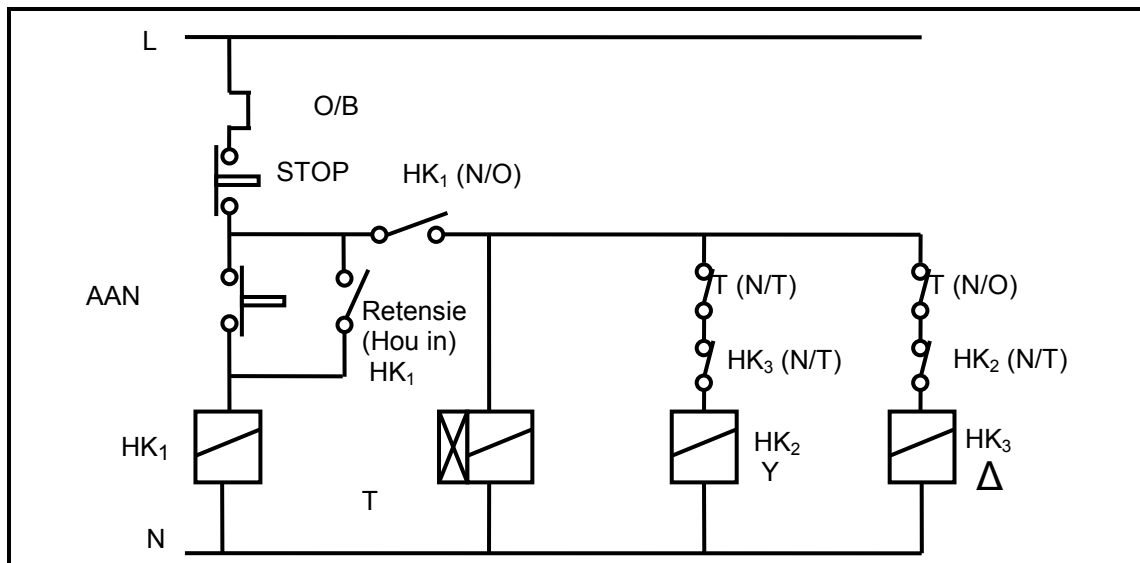 L
O/B
STOP
HK₁ (N/O)
AAN
Retensie
(Hou in)
HK₁
T (N/T)
T (N/O)
HK₃ (N/T)
HK₂ (N/T)
HK₁
T
HK₂
Y
HK₃
Δ
N